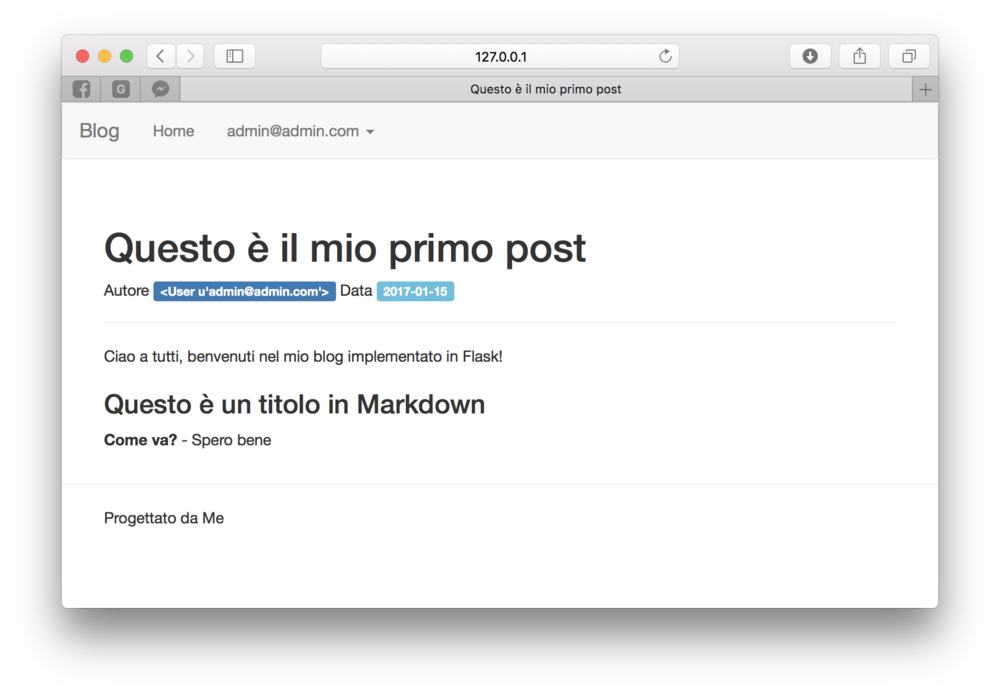 127.0.0.1
G
Questo è il mio primo post
Blog Home admin@admin.com
Questo è il mio primo post
Autore <User u'admin@admin.com'> Data 2017-01-15
Ciao a tutti, benvenuti nel mio blog implementato in Flask!
Questo è un titolo in Markdown
Come va? - Spero bene
Progettato da Me